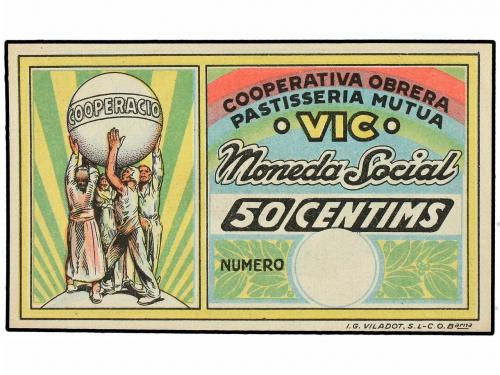 COOPERACIO
COOPERATIVA OBRERA
PASTISSERIA MUTUA
• VIC •
Moneda Social
50 CENTIMS
NUMERO
I.G. VILADOT, S. L-C. O. Barna